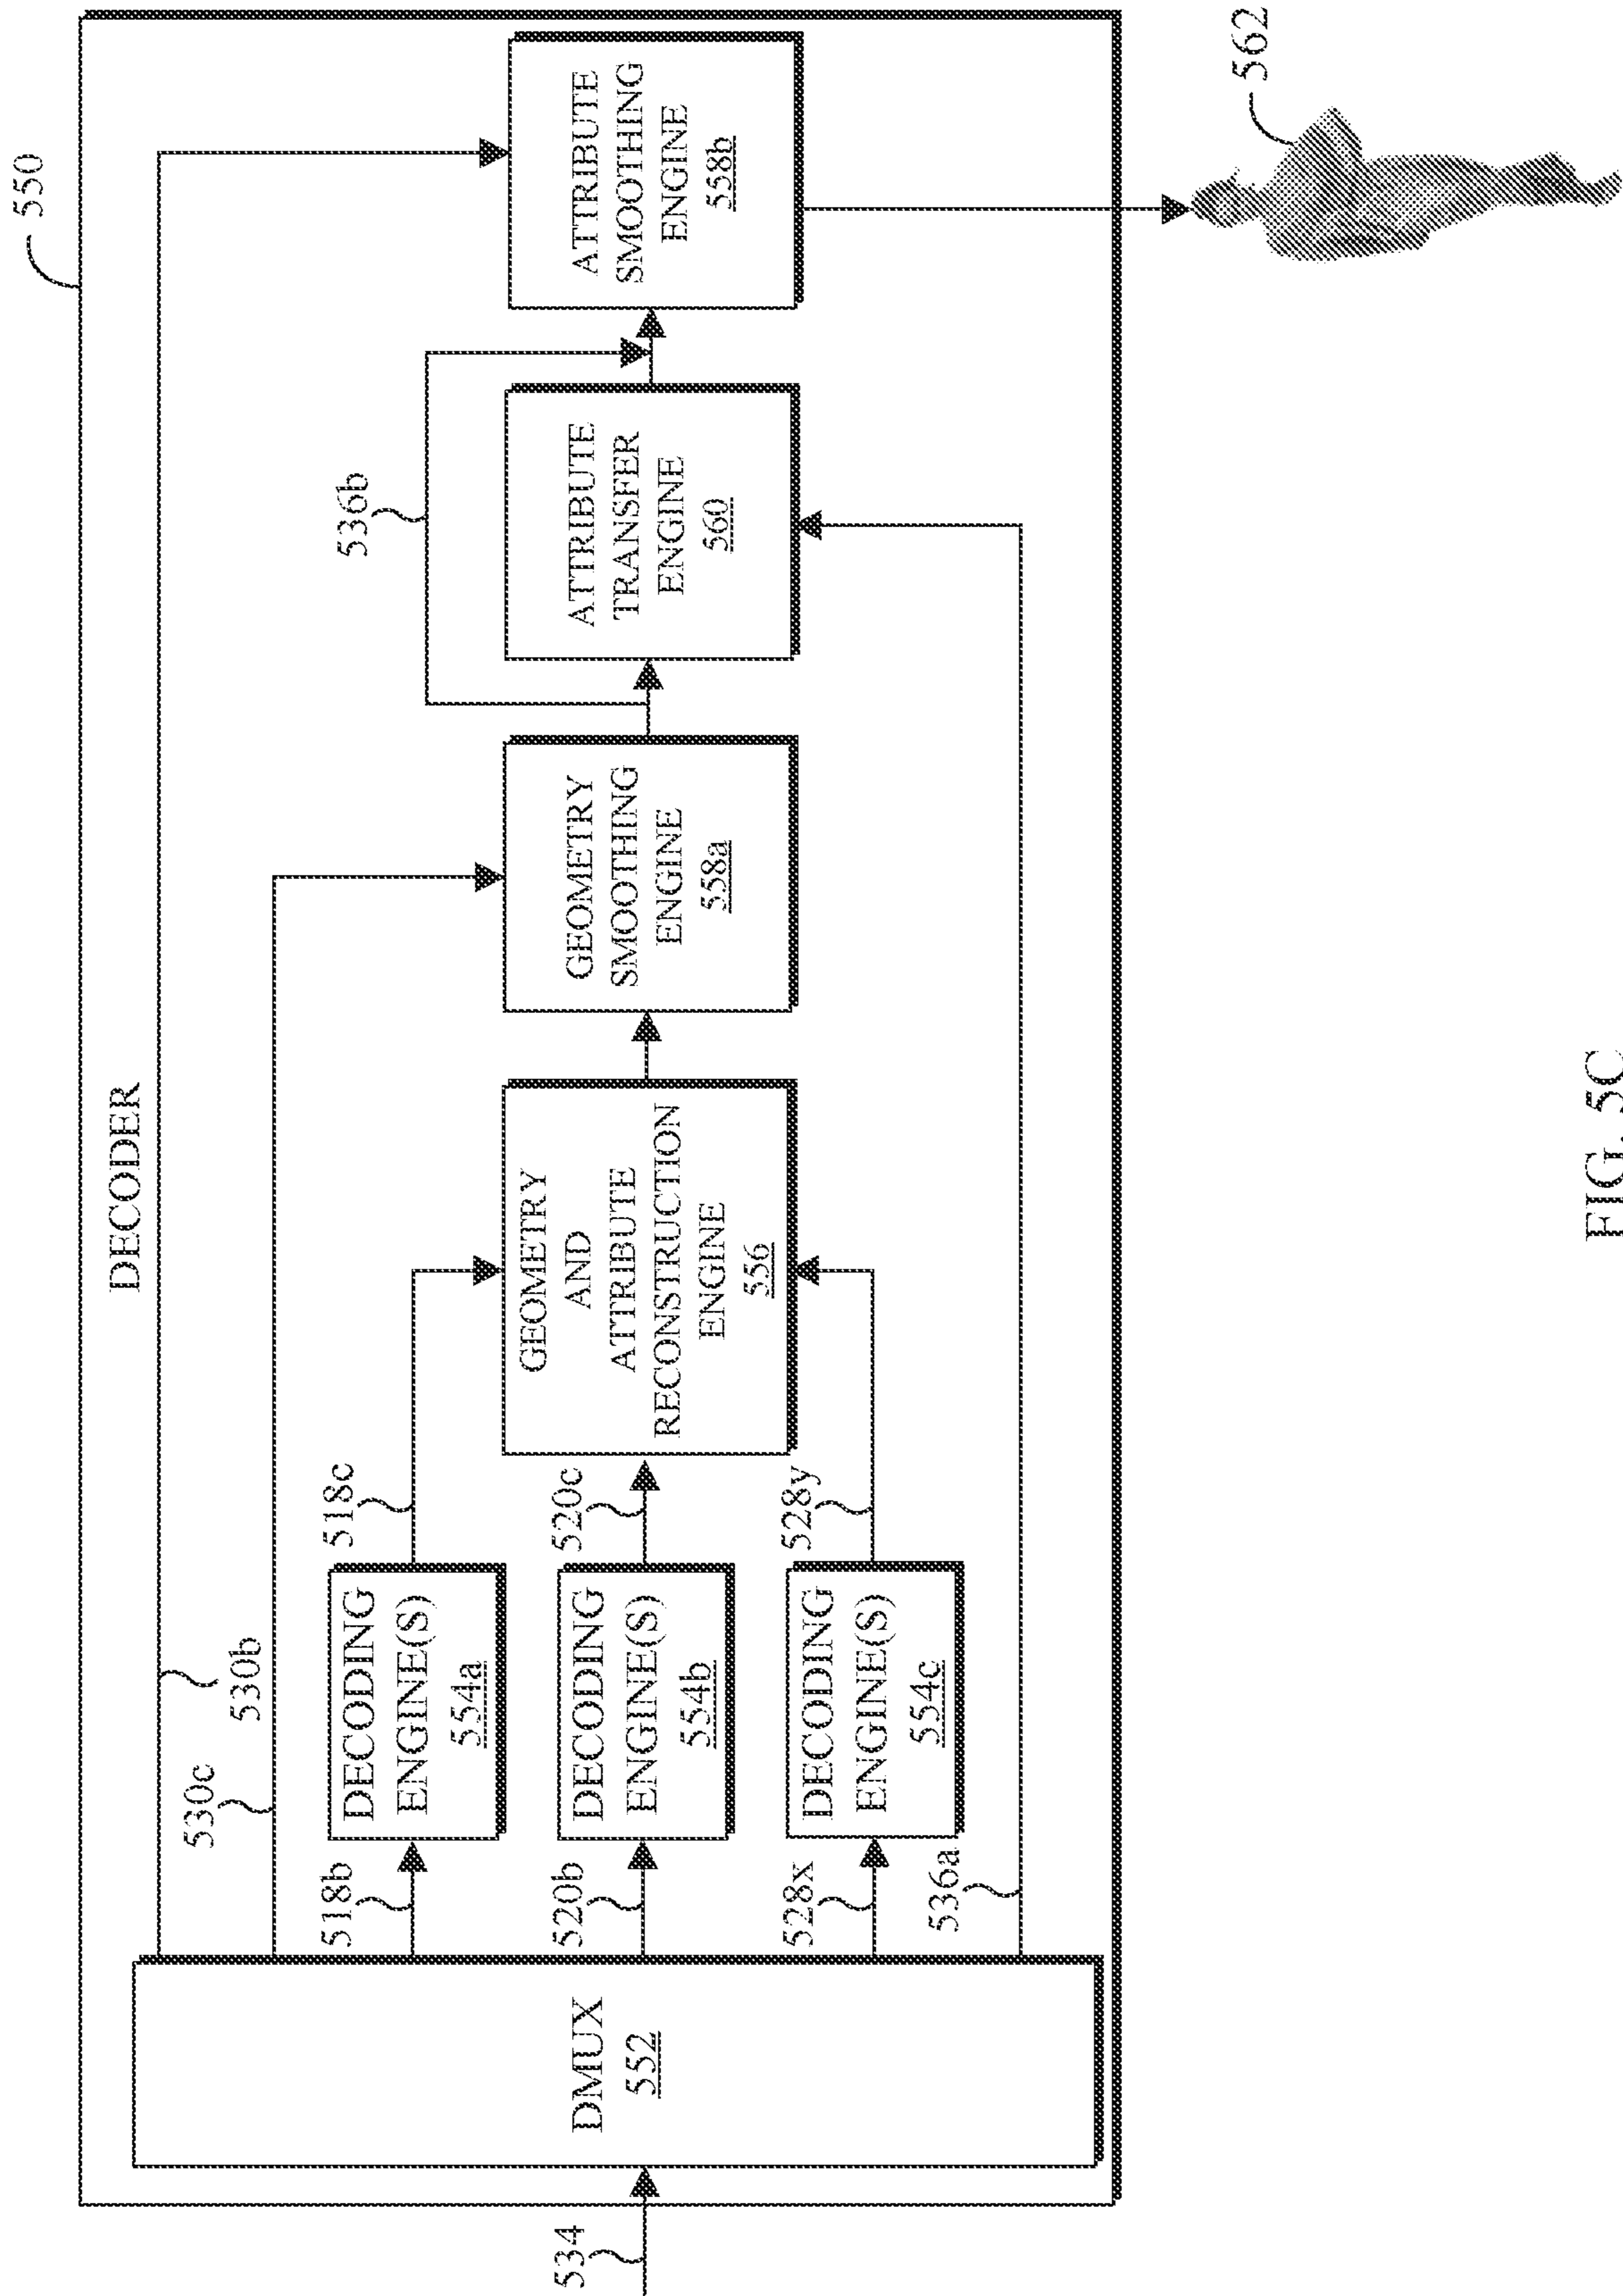 550
DECODER
530b
530c
534
DMUX
552
518b
520b
528x
536a
DECODING
ENGINE(S)
554a
DECODING
ENGINE(S)
554b
DECODING
ENGINE(S)
554c
518c
520c
528y
GEOMETRY
AND
ATTRIBUTE
RECONSTRUCTION
ENGINE
556
GEOMETRY
SMOOTHING
ENGINE
558a
536b
ATTRIBUTE
TRANSFER
ENGINE
560
ATTRIBUTE
SMOOTHING
ENGINE
558b
562
FIG. 5C